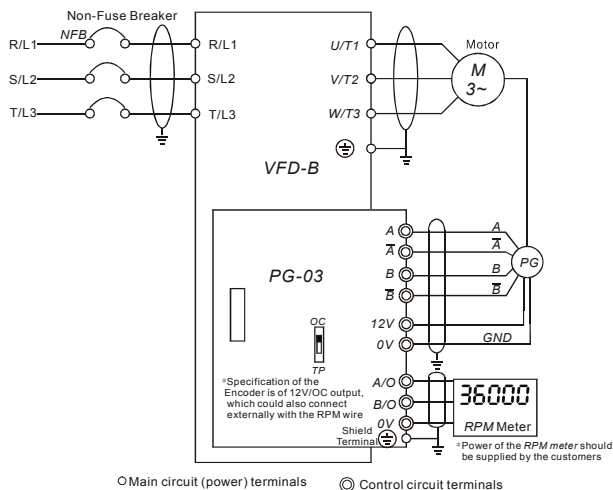 Non-Fuse Breaker
NFB
R/L1
R/L1
U/T1
Motor
S/L2
S/L2
V/T2
M
3~
T/L3
T/L3
W/T3
VFD-B
PG-03
A
A
A
A
B
B
B
B
PG
12V
0V
GND
OC
TP
*Specification of the
Encoder is of 12V/OC output,
which could also connect
externally with the RPM wire
A/O
B/O
0V
Shield
Terminal
36000
RPM Meter
*Power of the RPM meter should
be supplied by the customers
Main circuit (power) terminals
Control circuit terminals